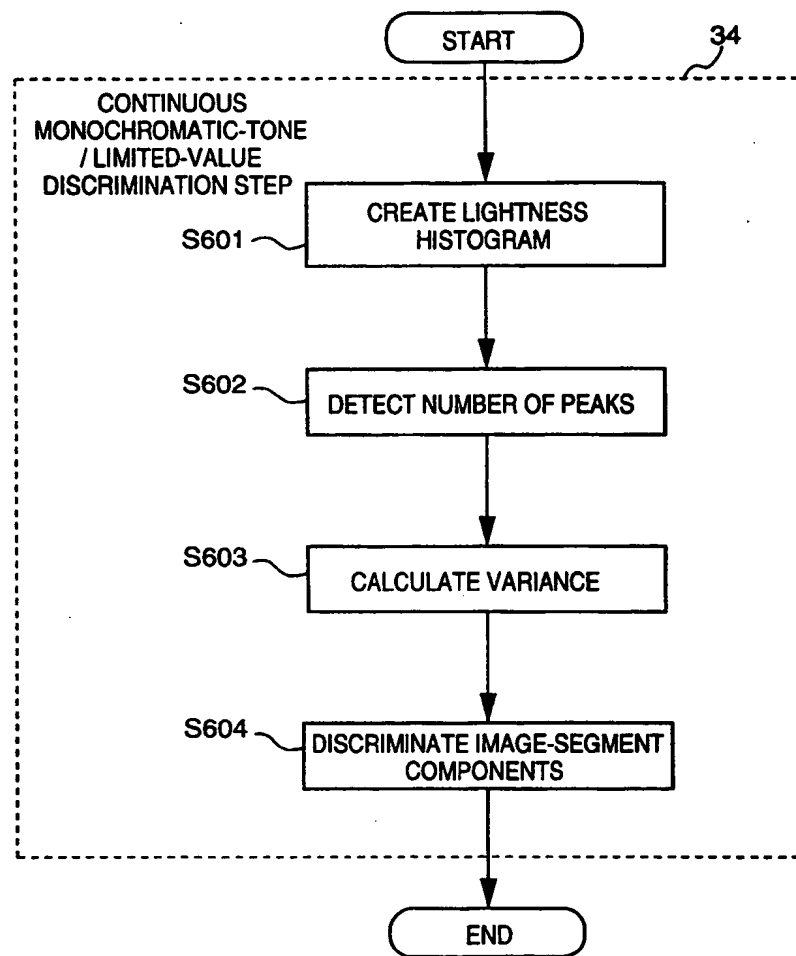 START
34
CONTINUOUS
MONOCHROMATIC-TONE
/ LIMITED-VALUE
DISCRIMINATION STEP
S601
CREATE LIGHTNESS
HISTOGRAM
S602
DETECT NUMBER OF PEAKS
S603
CALCULATE VARIANCE
S604
DISCRIMINATE IMAGE-SEGMENT
COMPONENTS
END